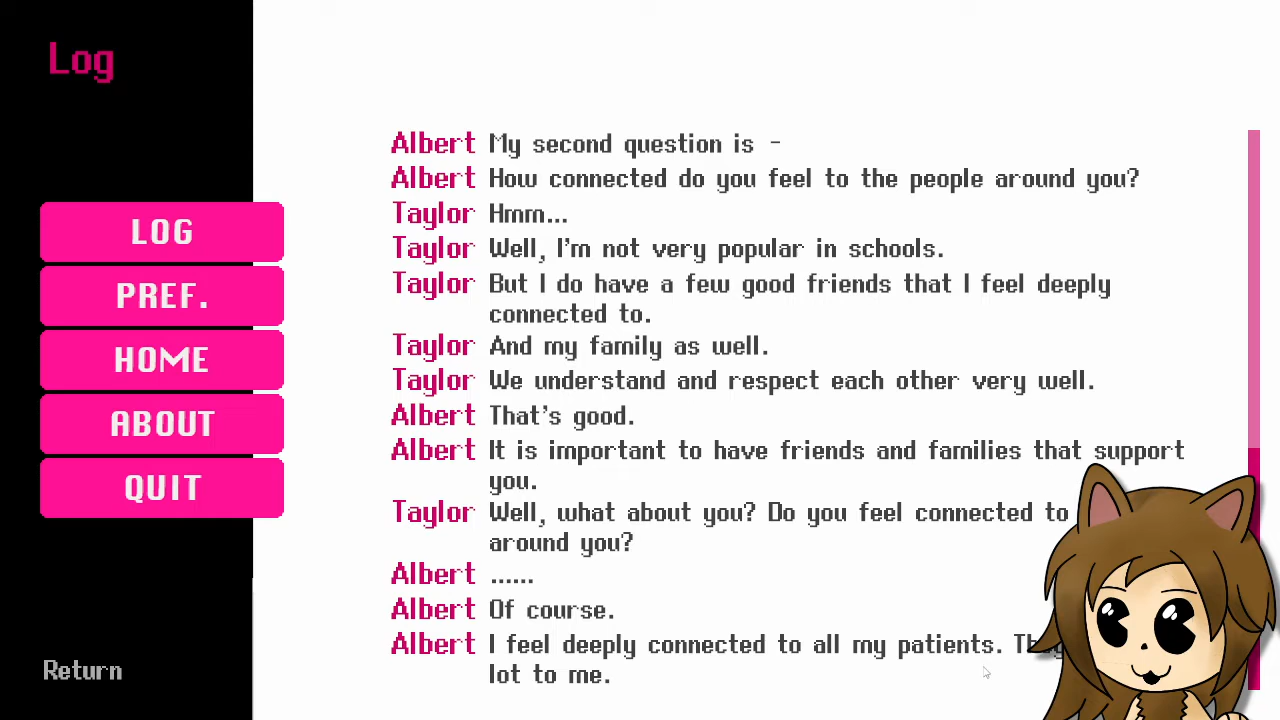 Log
LOG
PREF.
HOME
ABOUT
QUIT
Return
Albert My second question is -
Albert How connected do you feel to the people around you?
Taylor Hmm...
Taylor Well, I'm not very popular in schools.
Taylor But I do have a few good friends that I feel deeply
connected to.
Taylor And my family as well.
Taylor We understand and respect each other very well.
Albert That's good.
Albert It is important to have friends and families that support
you.
Taylor Well, what about you? Do you feel connected to
around you?
Albert ......
Albert Of course.
Albert I feel deeply connected to all my patients.
lot to me.